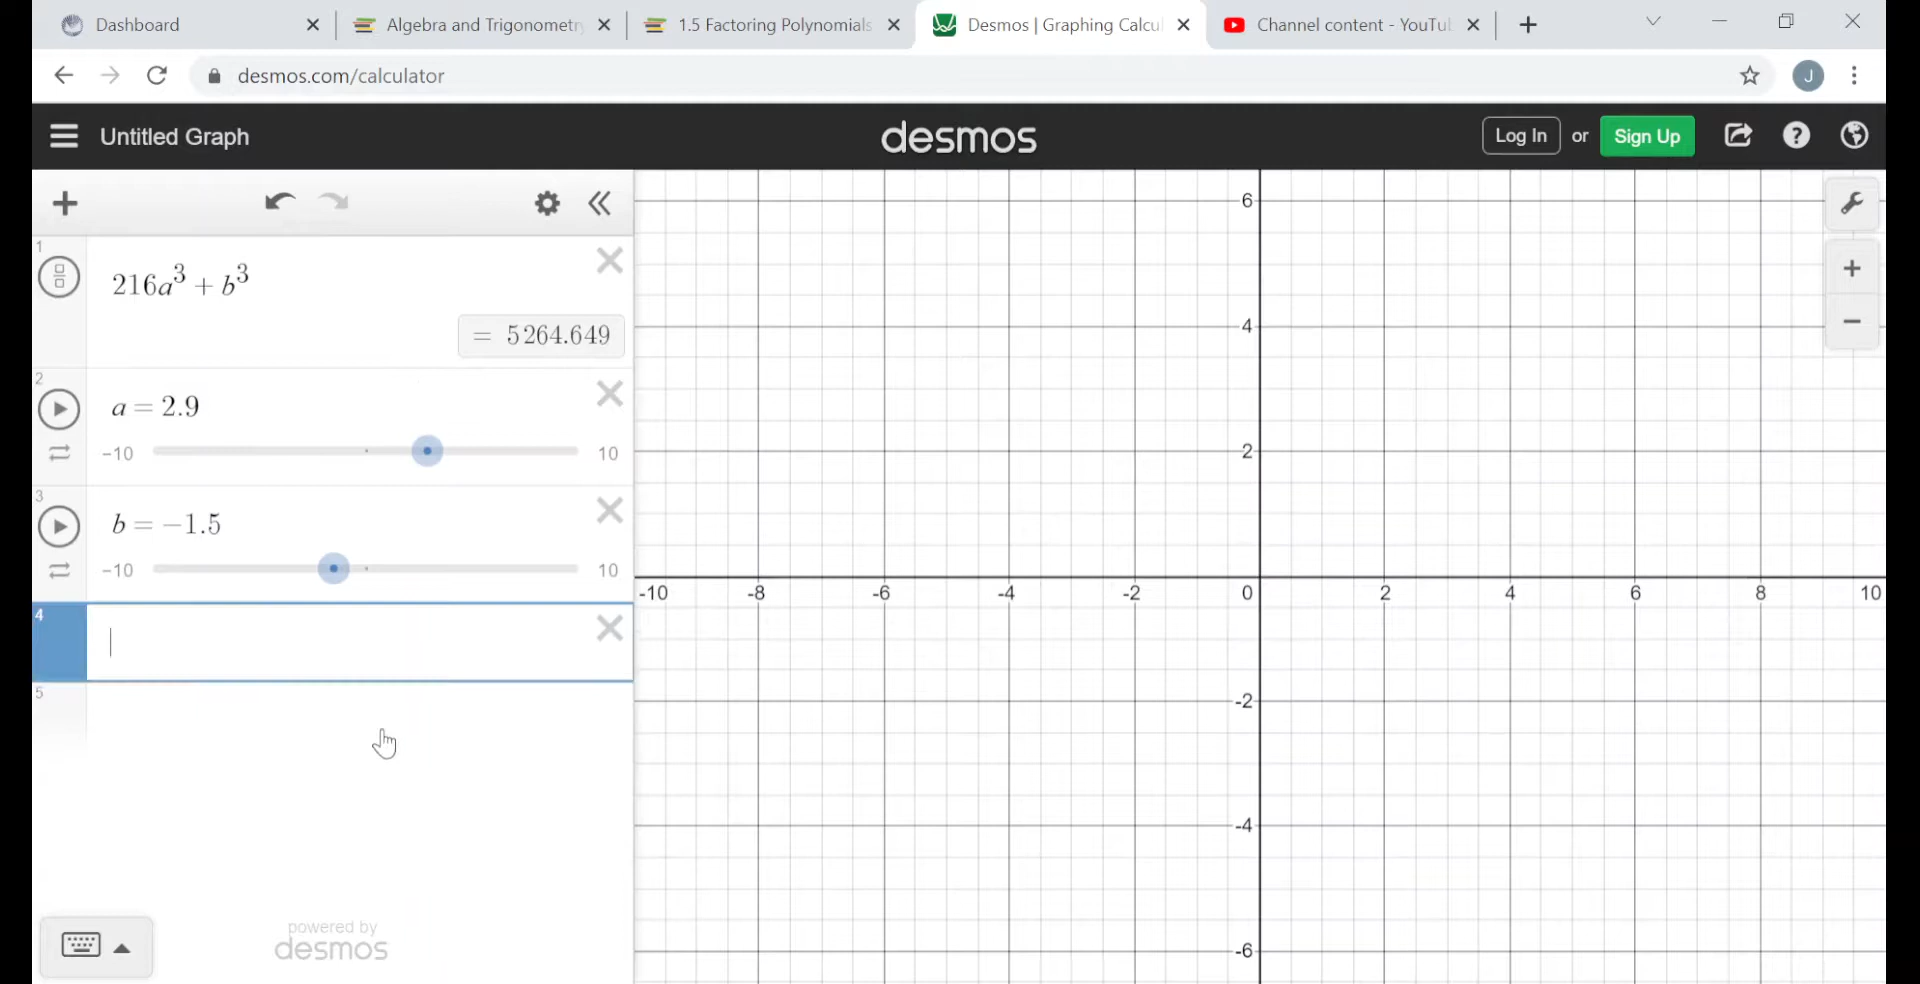 Dashboard
Algebra and Trigonometry
1.5 Factoring Polynomials
Desmos | Graphing Calcul
Channel content - YouTub
desmos.com/calculator
J
Untitled Graph
desmos
Log In or Sign Up
1
216a^3 + b^3
= 5264.649
2
a = 2.9
-10 10
3
b = −1.5
-10 10
4
5
powered by
desmos
6
4
2
-10 -8 -6 -4 -2 0 2 4 6 8 10
-2
-4
-6